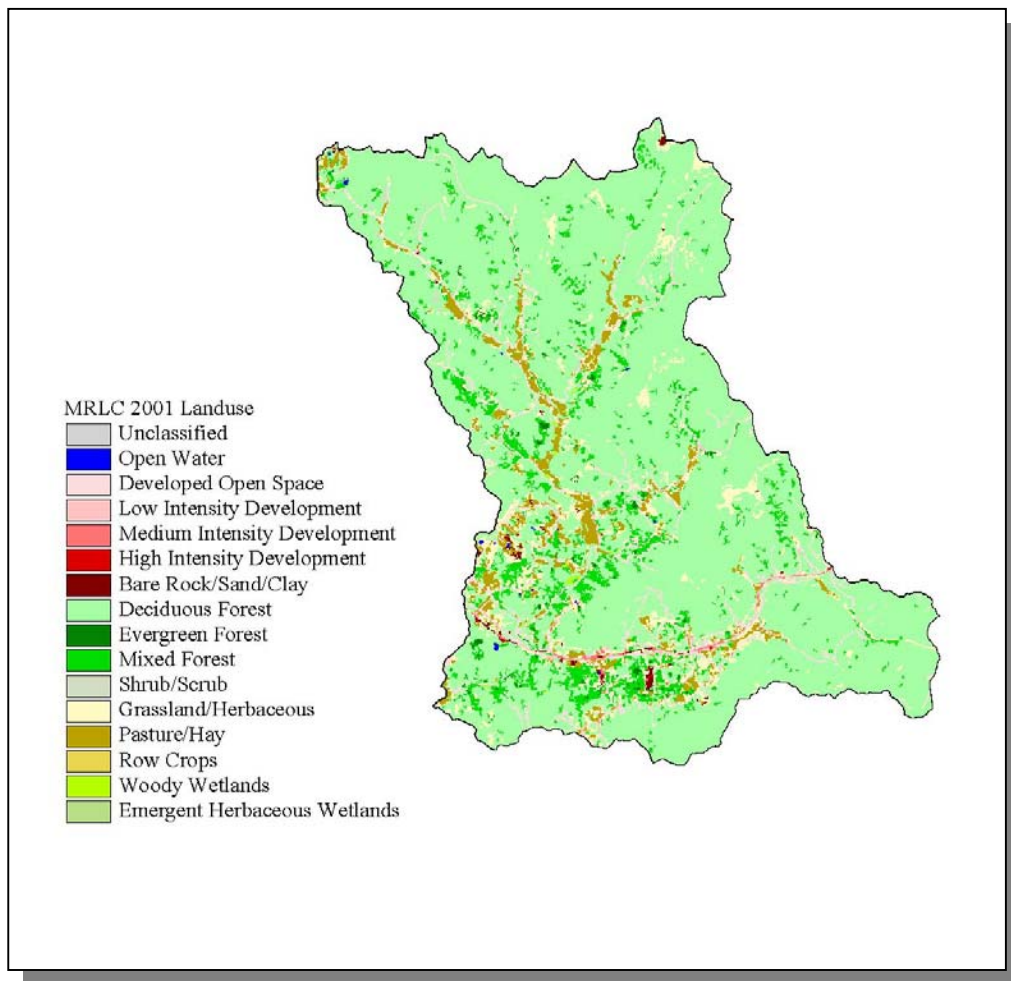 MRLC 2001 Landuse
Unclassified
Open Water
Developed Open Space
Low Intensity Development
Medium Intensity Development
High Intensity Development
Bare Rock/Sand/Clay
Deciduous Forest
Evergreen Forest
Mixed Forest
Shrub/Scrub
Grassland/Herbaceous
Pasture/Hay
Row Crops
Woody Wetlands
Emergent Herbaceous Wetlands